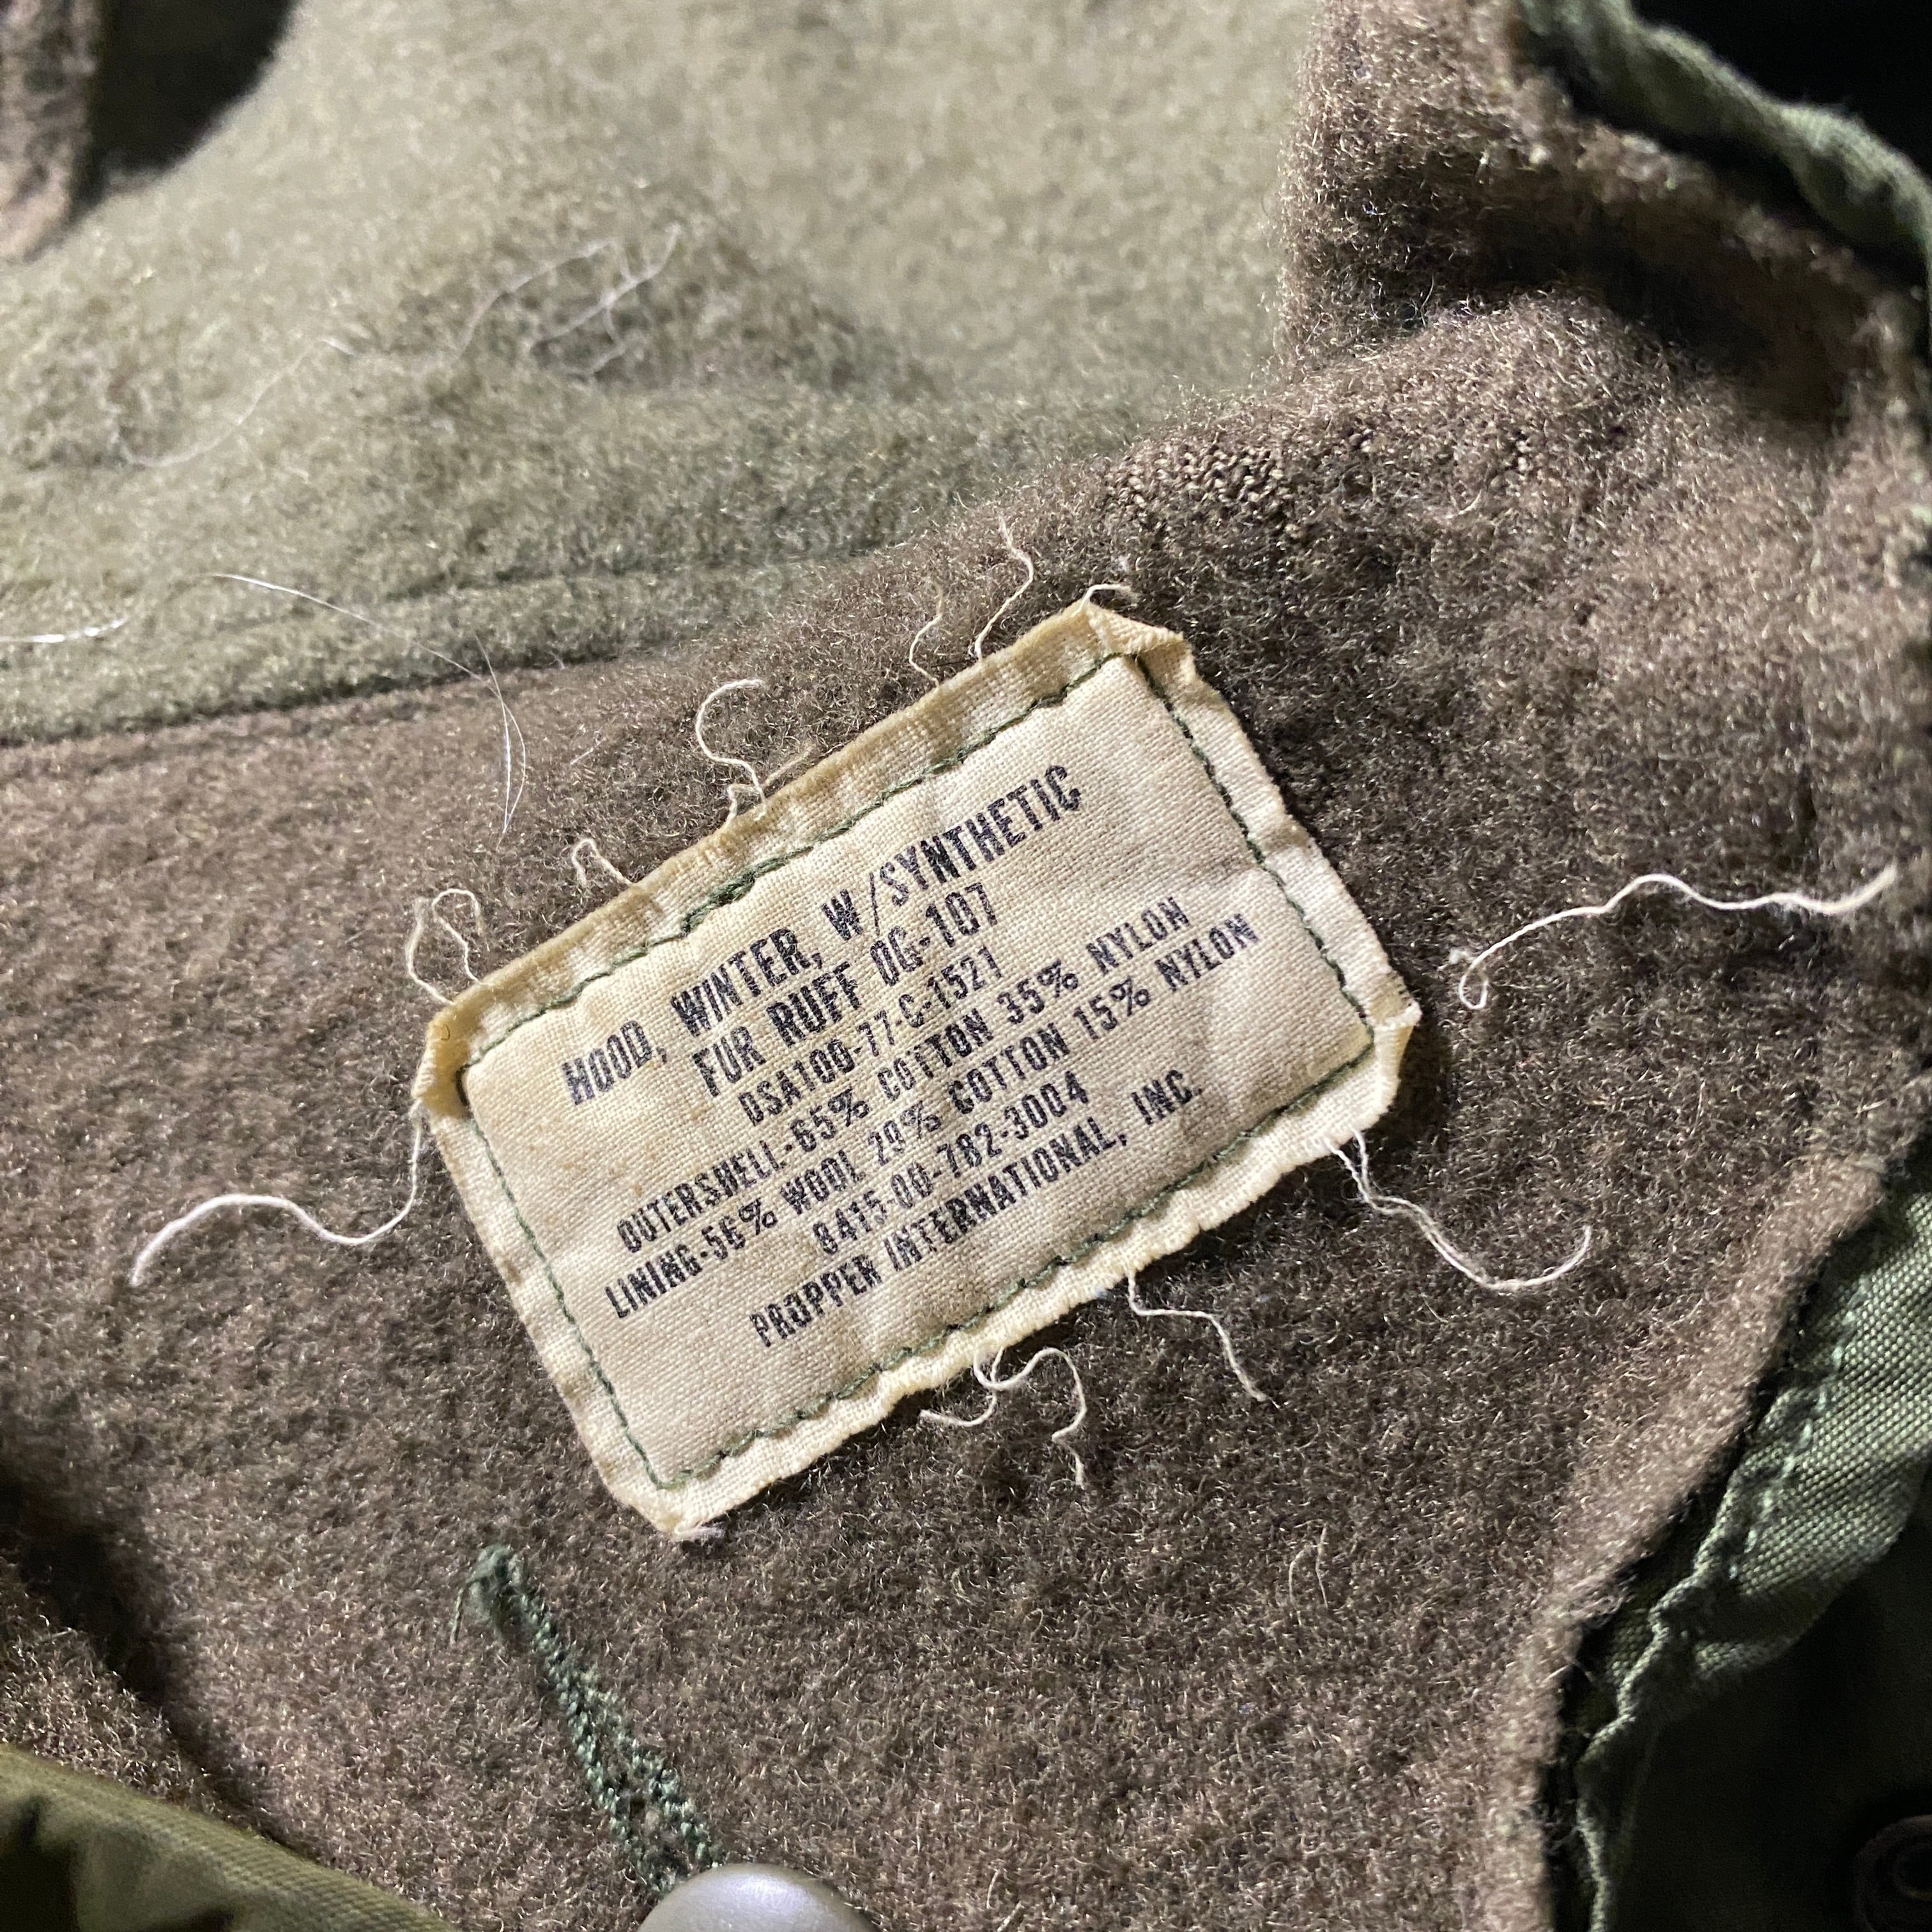 HOOD, WINTER, W/SYNTHETIC
FUR RUFF OG-107
DSA100-77-C-1521
OUTERSHELL-65% COTTON 35% NYLON
LINING-56% WOOL 29% COTTON 15% NYLON
8415-00-782-3004
PROPPER INTERNATIONAL, INC.